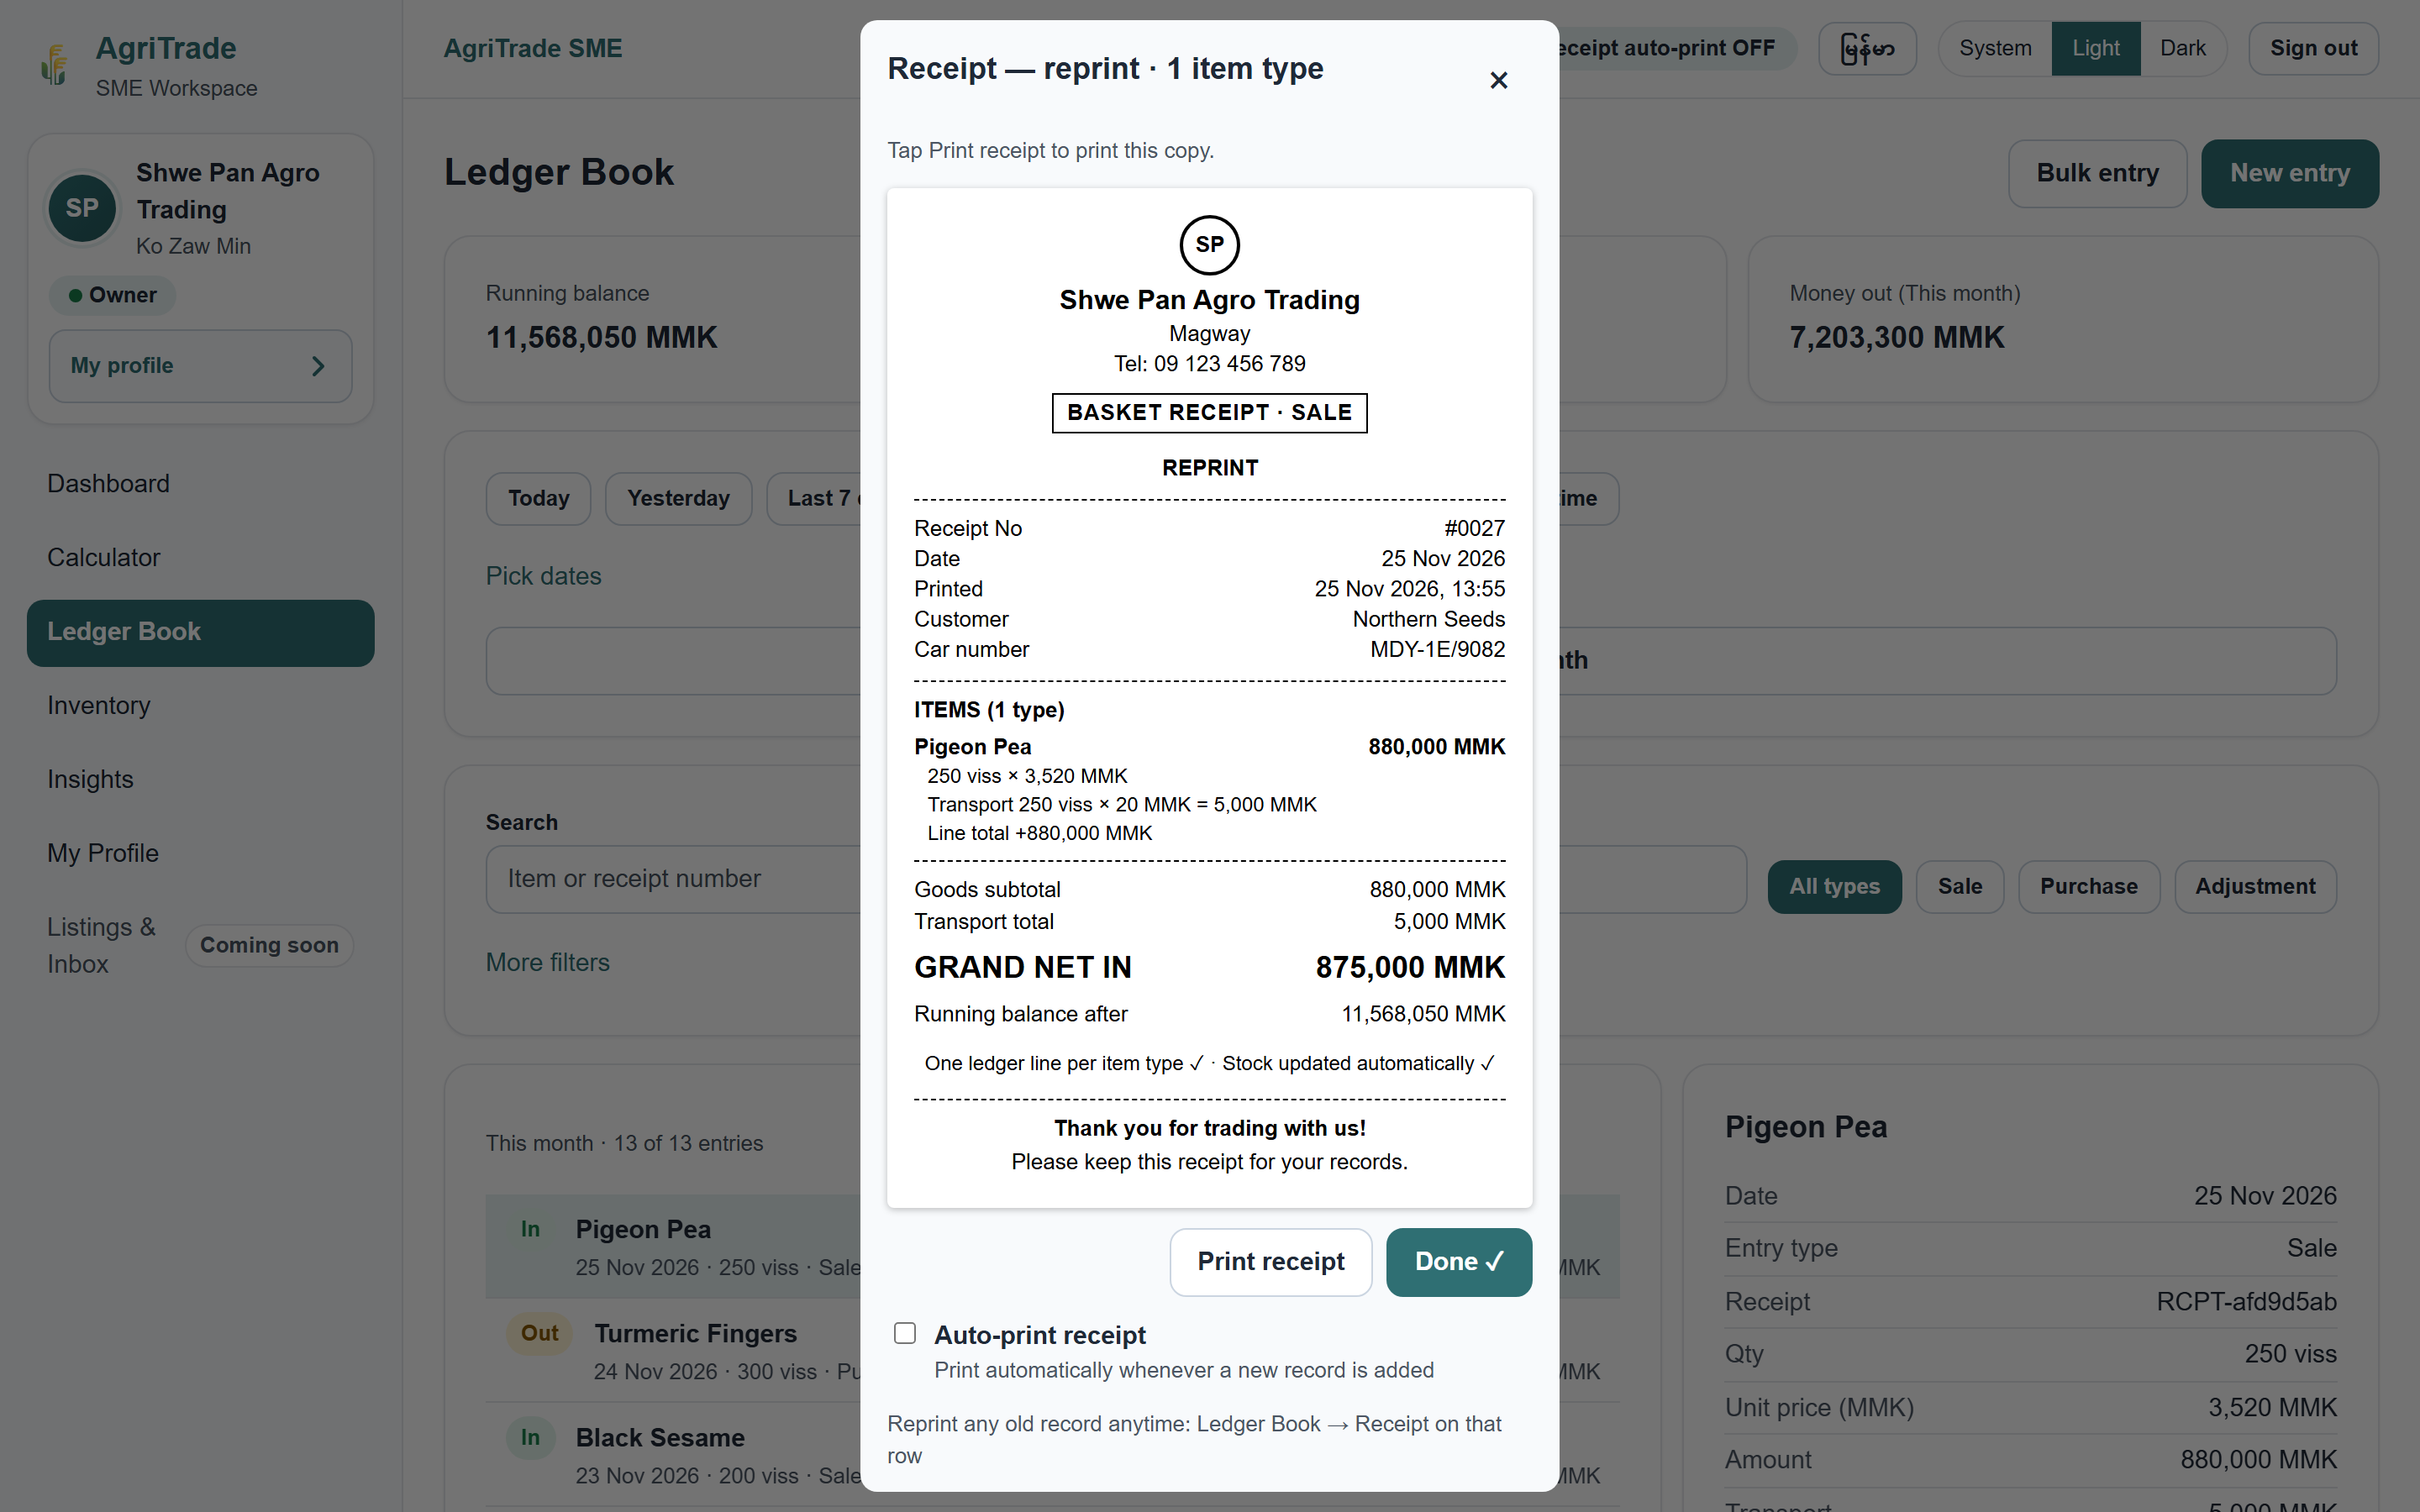 AgriTrade
SME Workspace
SP
Shwe Pan Agro
Trading
Ko Zaw Min
Owner
My profile
Dashboard
Calculator
Ledger Book
Inventory
Insights
My Profile
Listings &
Inbox
Coming soon
AgriTrade SME
eceipt auto-print OFF
မြန်မာ
System
Light
Dark
Sign out
Ledger Book
Bulk entry
New entry
Running balance
11,568,050 MMK
Money out (This month)
7,203,300 MMK
Today
Yesterday
Last 7
ime
Pick dates
nth
Search
Item or receipt number
All types
Sale
Purchase
Adjustment
More filters
This month · 13 of 13 entries
In
Pigeon Pea
25 Nov 2026 · 250 viss · Sale
MMK
Out
Turmeric Fingers
24 Nov 2026 · 300 viss · Pu
MMK
In
Black Sesame
23 Nov 2026 · 200 viss · Sale
MMK
Pigeon Pea
Date 25 Nov 2026
Entry type Sale
Receipt RCPT-afd9d5ab
Qty 250 viss
Unit price (MMK) 3,520 MMK
Amount 880,000 MMK
Transport 5,000 MMK
Receipt — reprint · 1 item type
×
Tap Print receipt to print this copy.
SP
Shwe Pan Agro Trading
Magway
Tel: 09 123 456 789
BASKET RECEIPT · SALE
REPRINT
Receipt No #0027
Date 25 Nov 2026
Printed 25 Nov 2026, 13:55
Customer Northern Seeds
Car number MDY-1E/9082
ITEMS (1 type)
Pigeon Pea 880,000 MMK
250 viss × 3,520 MMK
Transport 250 viss × 20 MMK = 5,000 MMK
Line total +880,000 MMK
Goods subtotal 880,000 MMK
Transport total 5,000 MMK
GRAND NET IN 875,000 MMK
Running balance after 11,568,050 MMK
One ledger line per item type ✓ · Stock updated automatically ✓
Thank you for trading with us!
Please keep this receipt for your records.
Print receipt
Done ✓
Auto-print receipt
Print automatically whenever a new record is added
Reprint any old record anytime: Ledger Book → Receipt on that
row